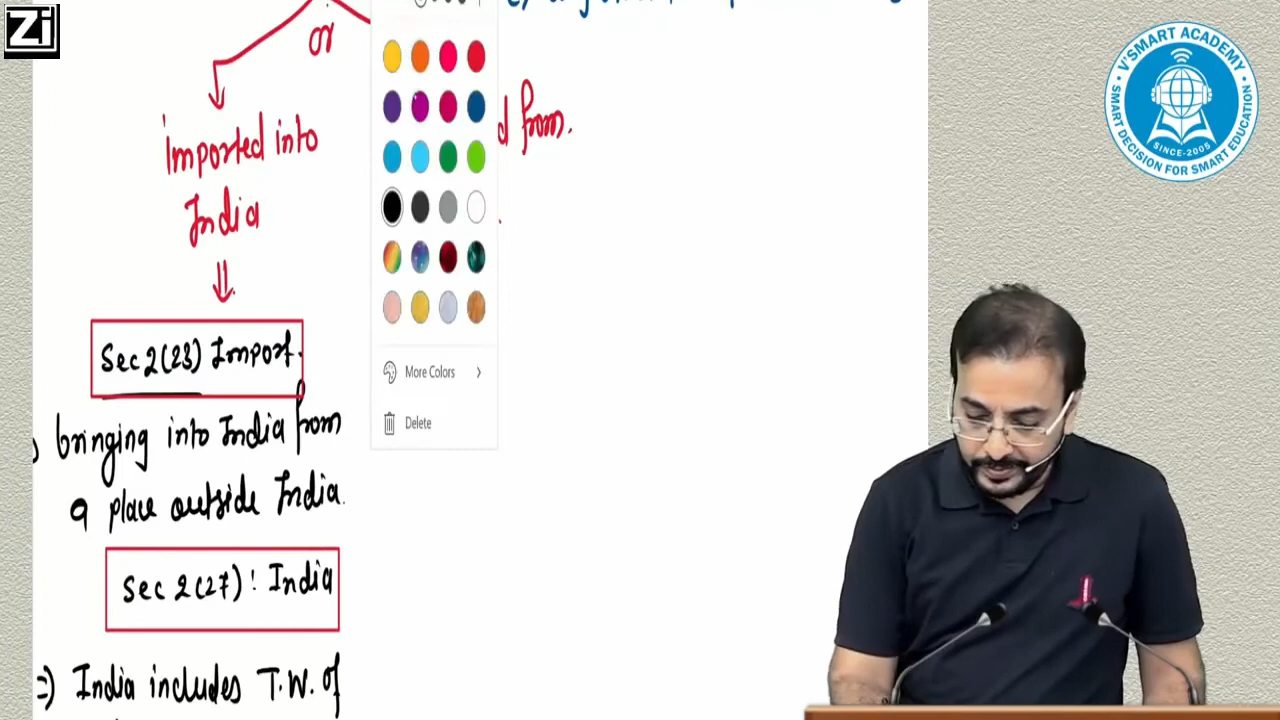 Zi
or
imported into
India
d from.
Sec 2(23) Import.
bringing into India from
a place outside India.
Sec 2(27): India
=) India includes T.W. of
More Colors
Delete
V'SMART ACADEMY
SINCE-2005
SMART DECISION FOR SMART EDUCATION